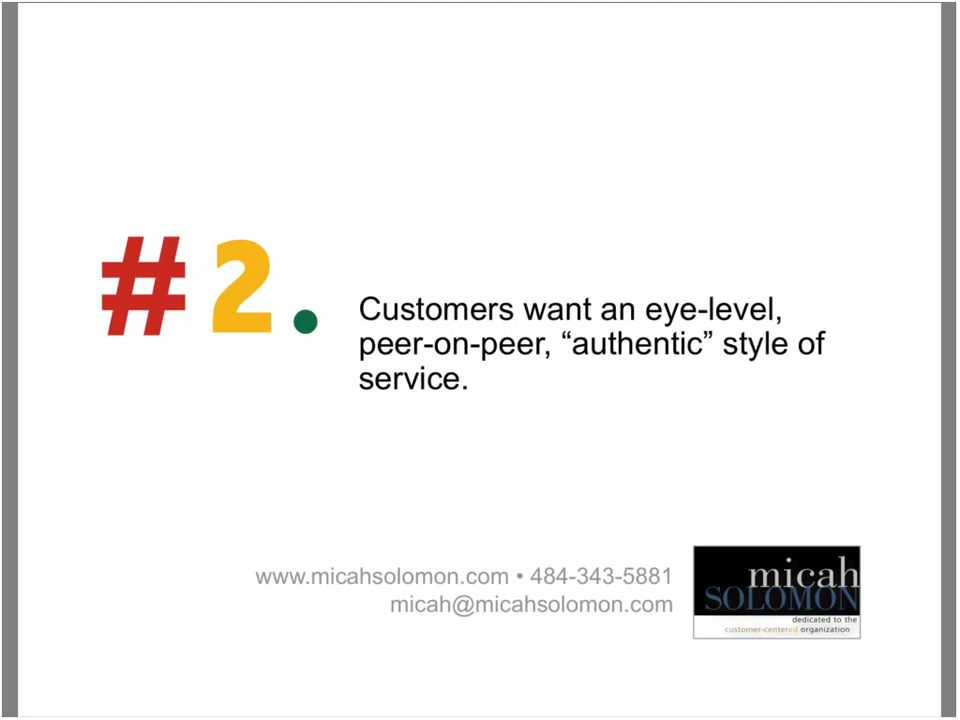 #2.
Customers want an eye-level,
peer-on-peer, “authentic” style of
service.
www.micahsolomon.com • 484-343-5881
micah@micahsolomon.com
micah
SOLOMON
dedicated to the
customer-centered organization